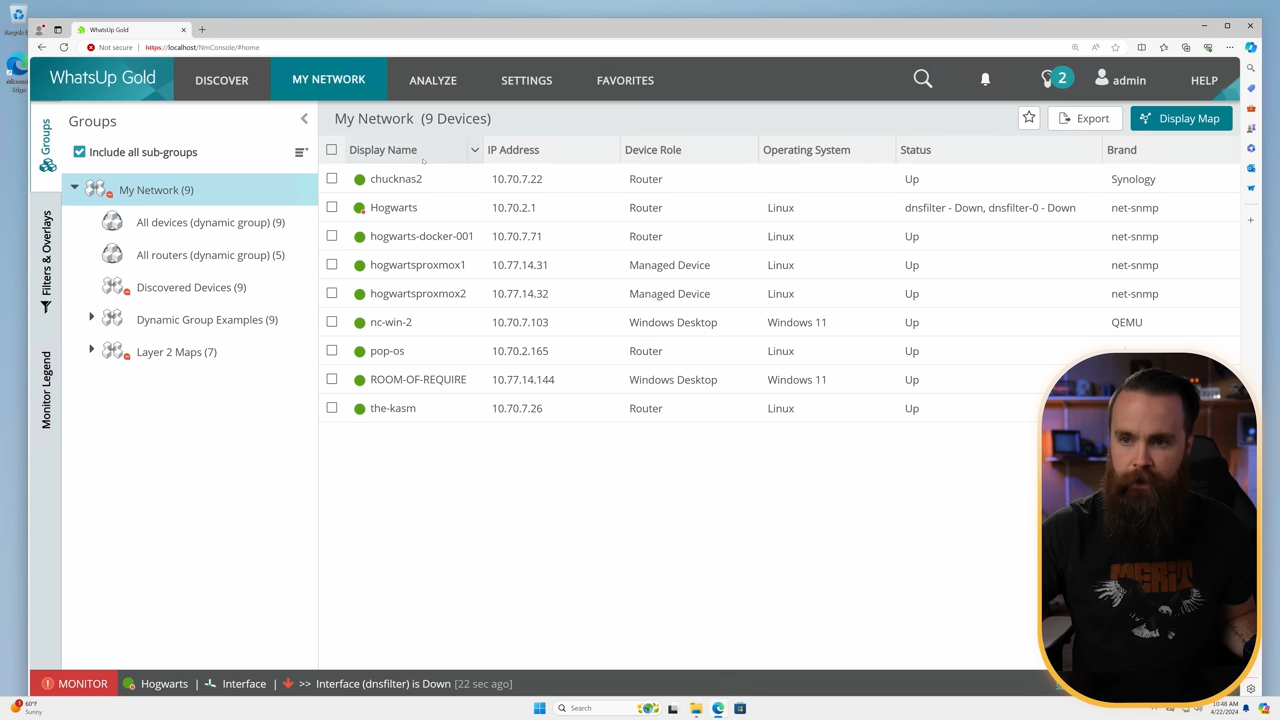 WhatsUp Gold
Not secure
https://localhost/NmConsole/#home
WhatsUp Gold
DISCOVER
MY NETWORK
ANALYZE
SETTINGS
FAVORITES
2
admin
HELP
Groups
Filters & Overlays
Monitor Legend
Groups
Include all sub-groups
My Network (9)
All devices (dynamic group) (9)
All routers (dynamic group) (5)
Discovered Devices (9)
Dynamic Group Examples (9)
Layer 2 Maps (7)
My Network (9 Devices)
Export
Display Map
Display Name IP Address Device Role Operating System Status Brand
chucknas2 10.70.7.22 Router Up Synology
Hogwarts 10.70.2.1 Router Linux dnsfilter - Down, dnsfilter-0 - Down net-snmp
hogwarts-docker-001 10.70.7.71 Router Linux Up net-snmp
hogwartsproxmox1 10.77.14.31 Managed Device Linux Up net-snmp
hogwartsproxmox2 10.77.14.32 Managed Device Linux Up net-snmp
nc-win-2 10.70.7.103 Windows Desktop Windows 11 Up QEMU
pop-os 10.70.2.165 Router Linux Up
ROOM-OF-REQUIRE 10.77.14.144 Windows Desktop Windows 11 Up
the-kasm 10.70.7.26 Router Linux Up
MERIT
MONITOR
Hogwarts | Interface | >> Interface (dnsfilter) is Down [22 sec ago]
60°F
Sunny
Search
10:48 AM
4/22/2024